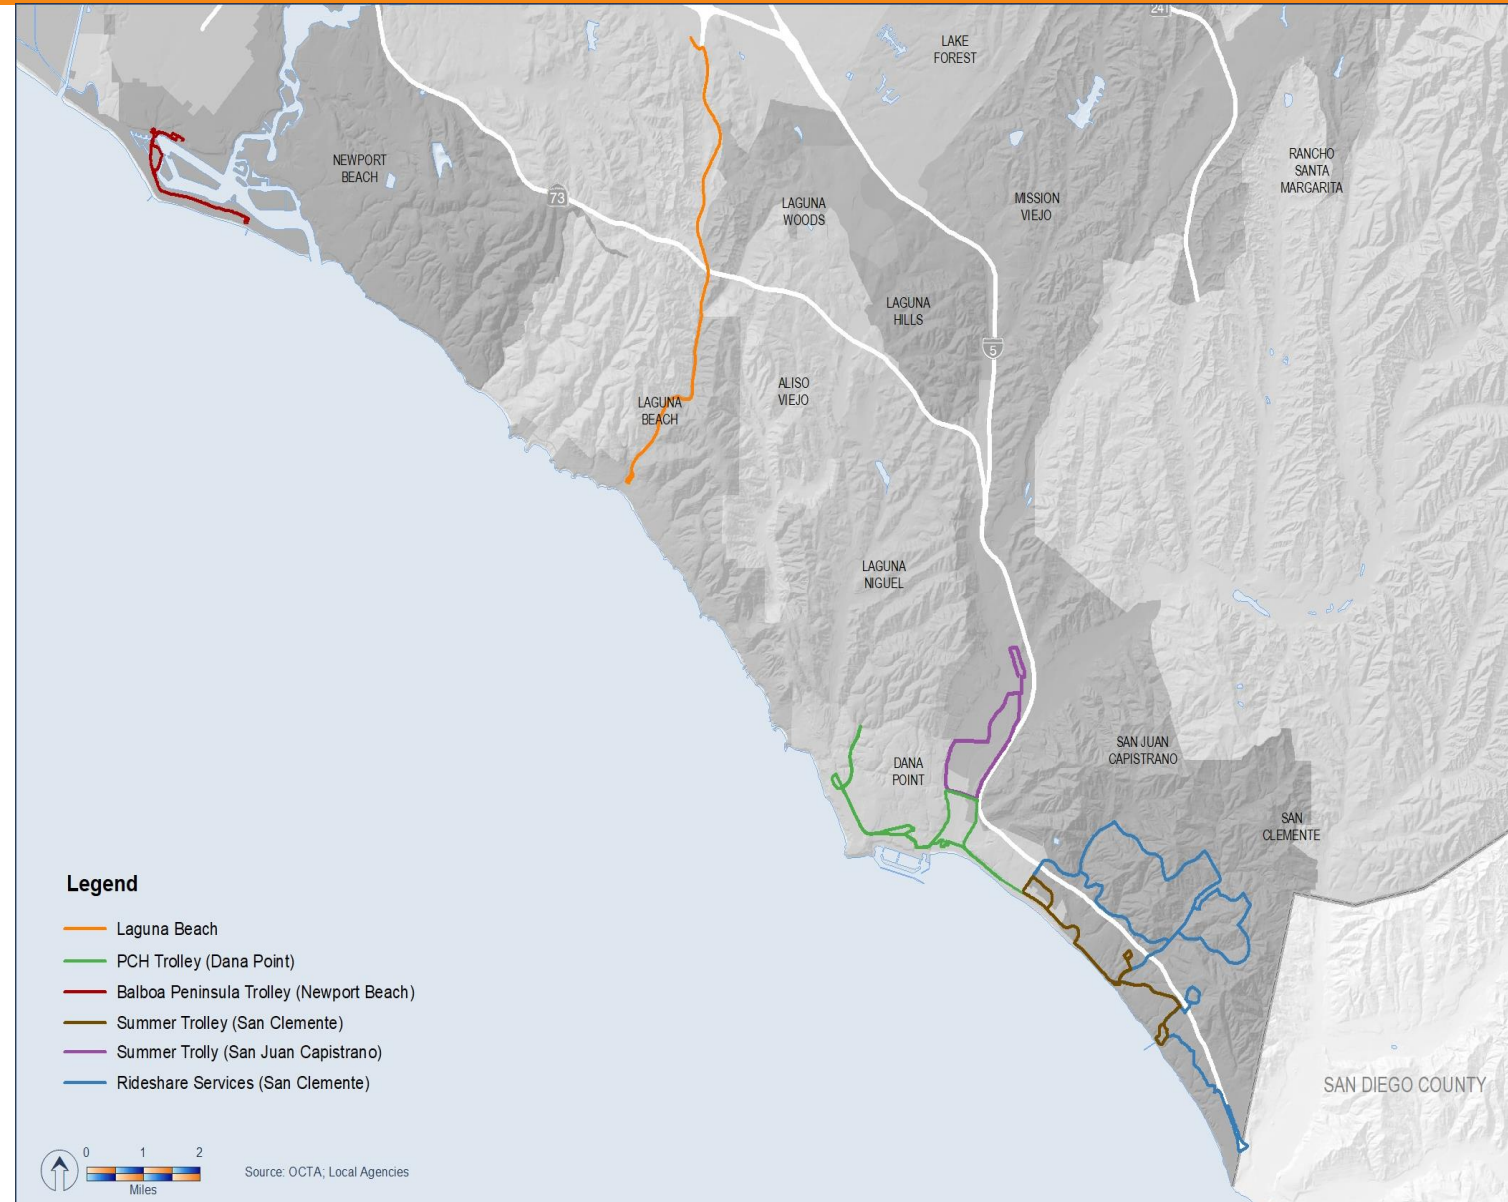 241
LAKE
FOREST
NEWPORT
BEACH
RANCHO
SANTA
MARGARITA
73
LAGUNA
WOODS
MISSION
VIEJO
LAGUNA
HILLS
5
LAGUNA
BEACH
ALISO
VIEJO
LAGUNA
NIGUEL
DANA
POINT
SAN JUAN
CAPISTRANO
SAN
CLEMENTE
Legend
Laguna Beach
PCH Trolley (Dana Point)
Balboa Peninsula Trolley (Newport Beach)
Summer Trolley (San Clemente)
Summer Trolly (San Juan Capistrano)
Rideshare Services (San Clemente)
SAN DIEGO COUNTY
0 1 2
Miles
Source: OCTA; Local Agencies